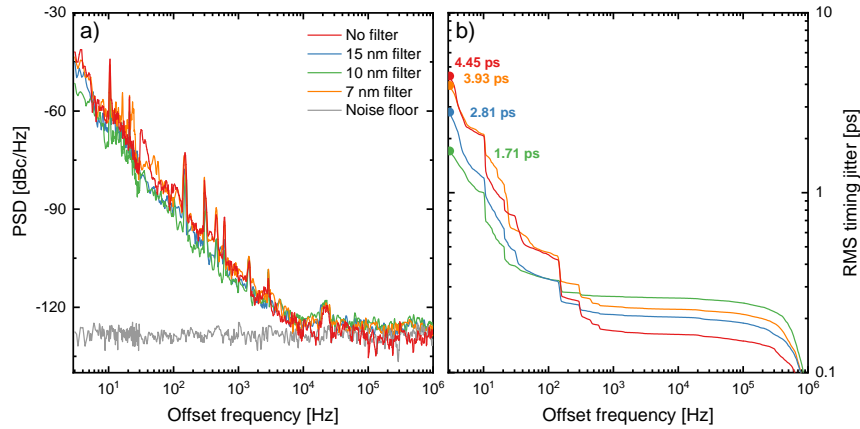 a)
No filter
15 nm filter
10 nm filter
7 nm filter
Noise floor
-30
-60
-90
-120
PSD [dBc/Hz]
10¹ 10² 10³ 10⁴ 10⁵ 10⁶
Offset frequency [Hz]
b)
4.45 ps
3.93 ps
2.81 ps
1.71 ps
10
1
0.1
RMS timing jitter [ps]
10¹ 10² 10³ 10⁴ 10⁵ 10⁶
Offset frequency [Hz]